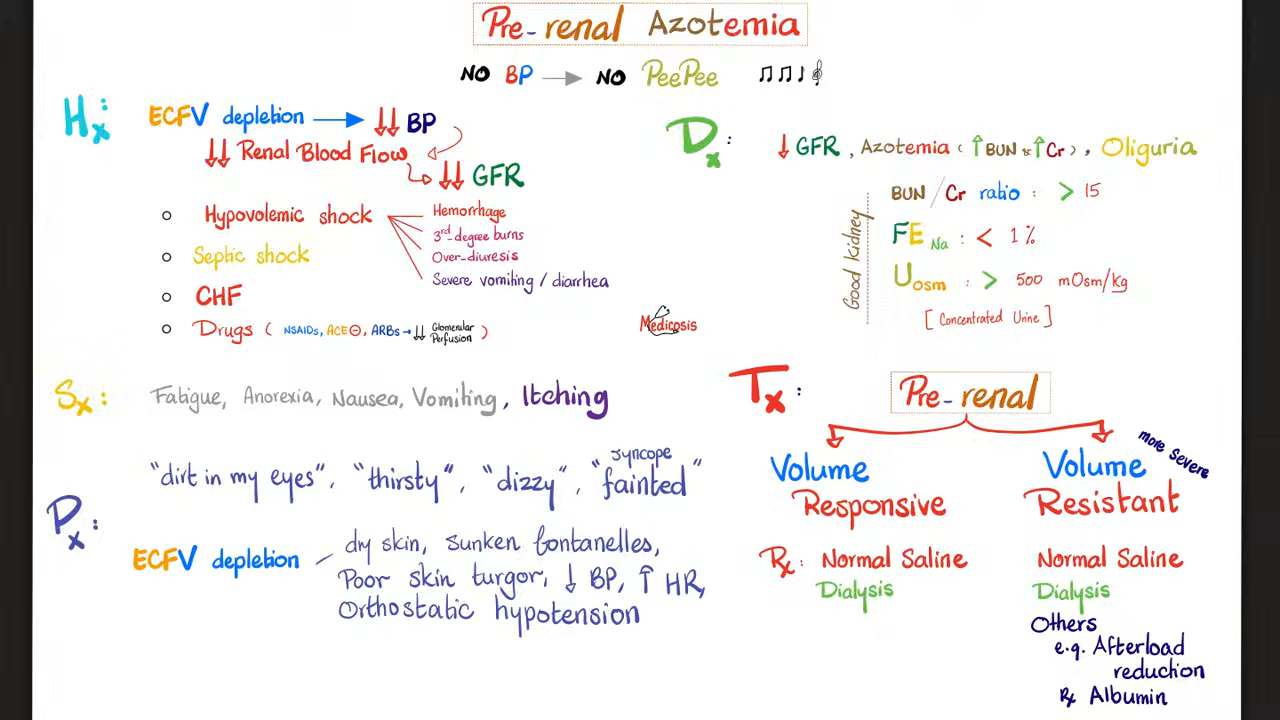 Pre-renal Azotemia
NO BP → NO PeePee ♫♫♩𝄞
Hx:
ECFV depletion → ↓↓ BP
↓↓ Renal Blood Flow
↓↓ GFR
○ Hypovolemic shock
Hemorrhage
3rd-degree burns
Over-diuresis
Severe vomiting / diarrhea
○ Septic shock
○ CHF
○ Drugs ( NSAIDs, ACE⊖, ARBs → ↓↓ Glomerular Perfusion )
Medicosis
Sx:
Fatigue, Anorexia, Nausea, Vomiting, Itching
"dirt in my eyes", "thirsty", "dizzy", "fainted"
syncope
Px:
ECFV depletion
dry skin, sunken fontanelles,
Poor skin turgor, ↓ BP, ↑ HR,
Orthostatic hypotension
Dx:
↓ GFR, Azotemia (↑BUN & ↑Cr), Oliguria
Good kidney
BUN/Cr ratio : > 15
FENa : < 1%
Uosm : > 500 mOsm/Kg
[ Concentrated Urine ]
Tx:
Pre-renal
Volume Responsive
Volume Resistant
more severe
Rx: Normal Saline
Dialysis
Normal Saline
Dialysis
Others
e.g. Afterload
reduction
Rx Albumin